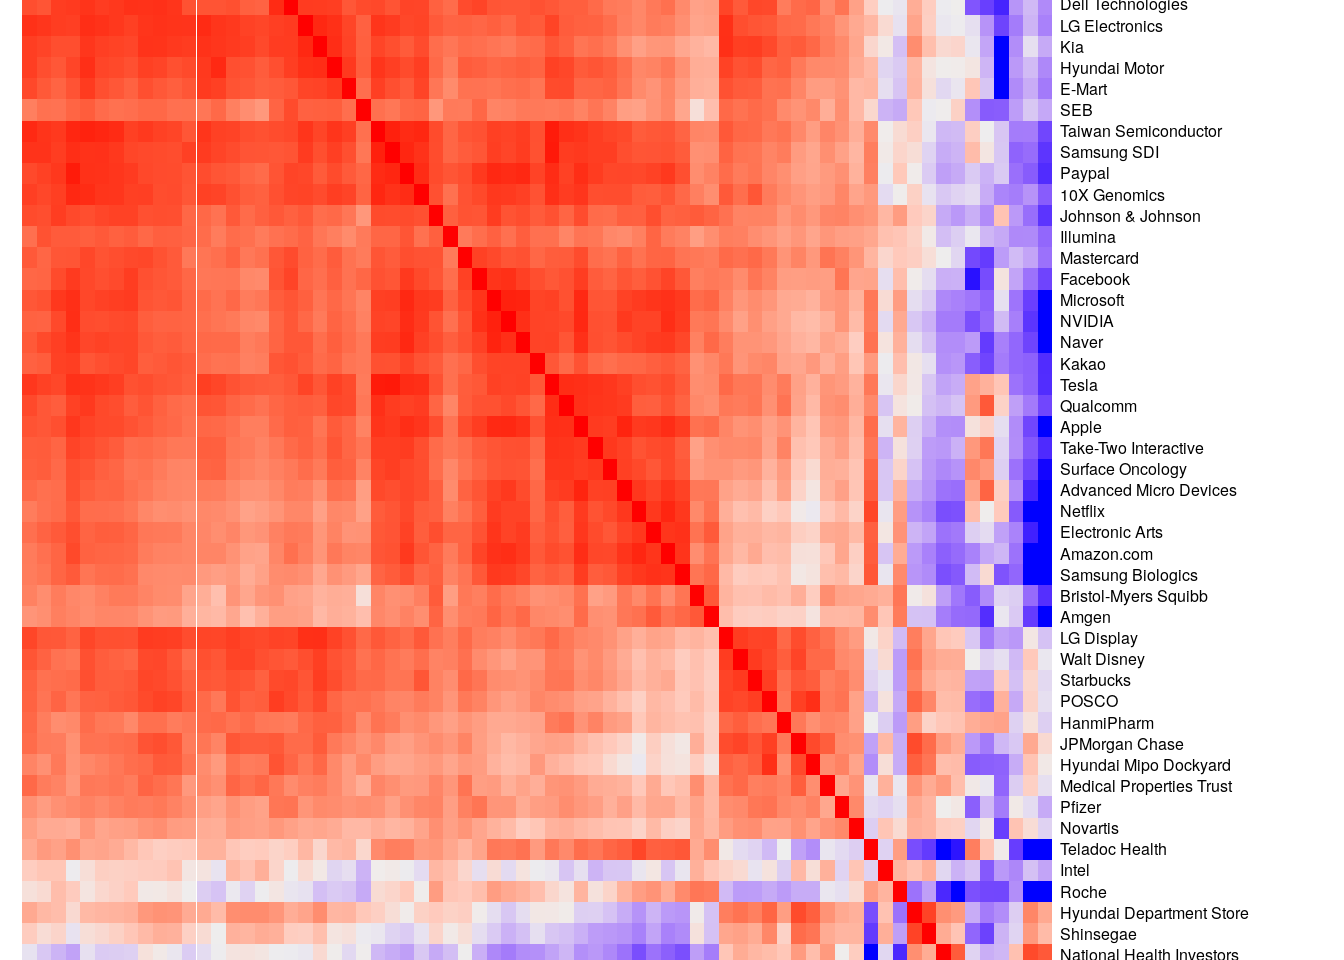 Dell Technologies
LG Electronics
Kia
Hyundai Motor
E-Mart
SEB
Taiwan Semiconductor
Samsung SDI
Paypal
10X Genomics
Johnson & Johnson
Illumina
Mastercard
Facebook
Microsoft
NVIDIA
Naver
Kakao
Tesla
Qualcomm
Apple
Take-Two Interactive
Surface Oncology
Advanced Micro Devices
Netflix
Electronic Arts
Amazon.com
Samsung Biologics
Bristol-Myers Squibb
Amgen
LG Display
Walt Disney
Starbucks
POSCO
HanmiPharm
JPMorgan Chase
Hyundai Mipo Dockyard
Medical Properties Trust
Pfizer
Novartis
Teladoc Health
Intel
Roche
Hyundai Department Store
Shinsegae
National Health Investors